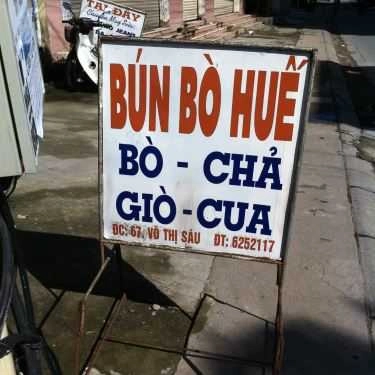 TẠI ĐÂY
BÚN BÒ HUẾ
BÒ - CHẢ
GIÒ - CUA
ĐC: 67, VÕ THỊ SÁU ĐT: 6252117